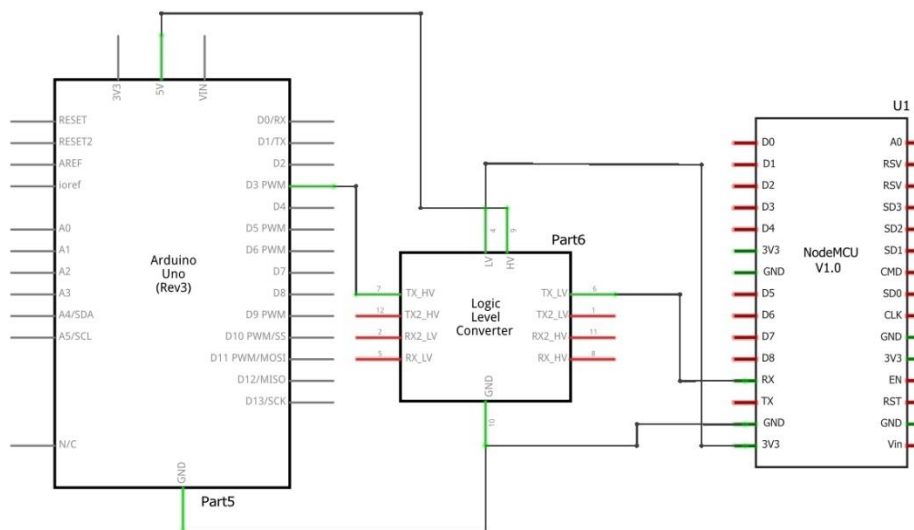 3V3
5V
VIN
RESET
RESET2
AREF
ioref
A0
A1
A2
A3
A4/SDA
A5/SCL
N/C
D0/RX
D1/TX
D2
D3 PWM
D4
D5 PWM
D6 PWM
D7
D8
D9 PWM
D10 PWM/SS
D11 PWM/MOSI
D12/MISO
D13/SCK
Arduino
Uno
(Rev3)
GND
Part5
Part6
4
LV
9
HV
7
TX_HV
12
TX2_HV
2
RX2_LV
5
RX_LV
Logic
Level
Converter
TX_LV
6
TX2_LV
1
RX2_HV
11
RX_HV
8
GND
10
U1
D0
D1
D2
D3
D4
3V3
GND
D5
D6
D7
D8
RX
TX
GND
3V3
NodeMCU
V1.0
A0
RSV
RSV
SD3
SD2
SD1
CMD
SD0
CLK
GND
3V3
EN
RST
GND
Vin